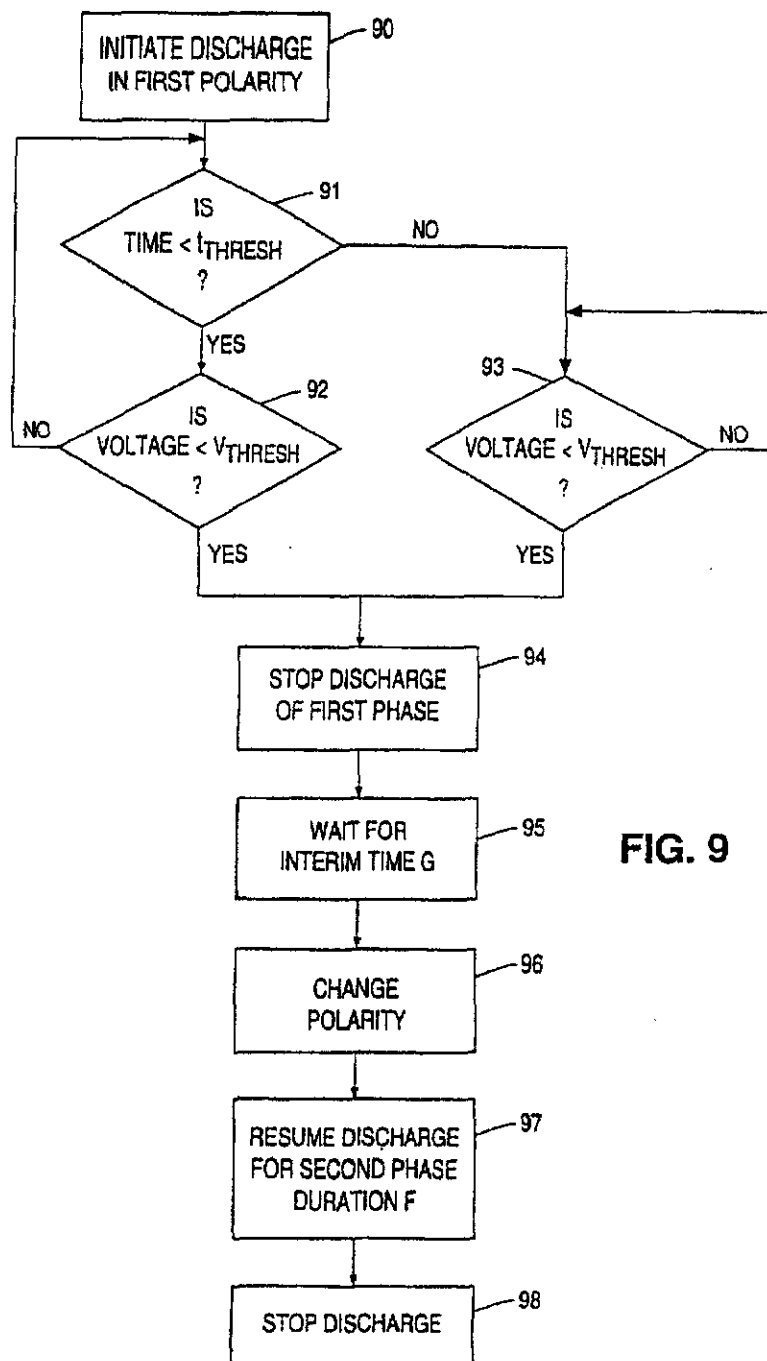 INITIATE DISCHARGE
IN FIRST POLARITY
90
IS
TIME < tTHRESH
?
91
NO
YES
IS
VOLTAGE < VTHRESH
?
92
NO
YES
93
IS
VOLTAGE < VTHRESH
?
NO
YES
STOP DISCHARGE
OF FIRST PHASE
94
WAIT FOR
INTERIM TIME G
95
FIG. 9
CHANGE
POLARITY
96
RESUME DISCHARGE
FOR SECOND PHASE
DURATION F
97
STOP DISCHARGE
98